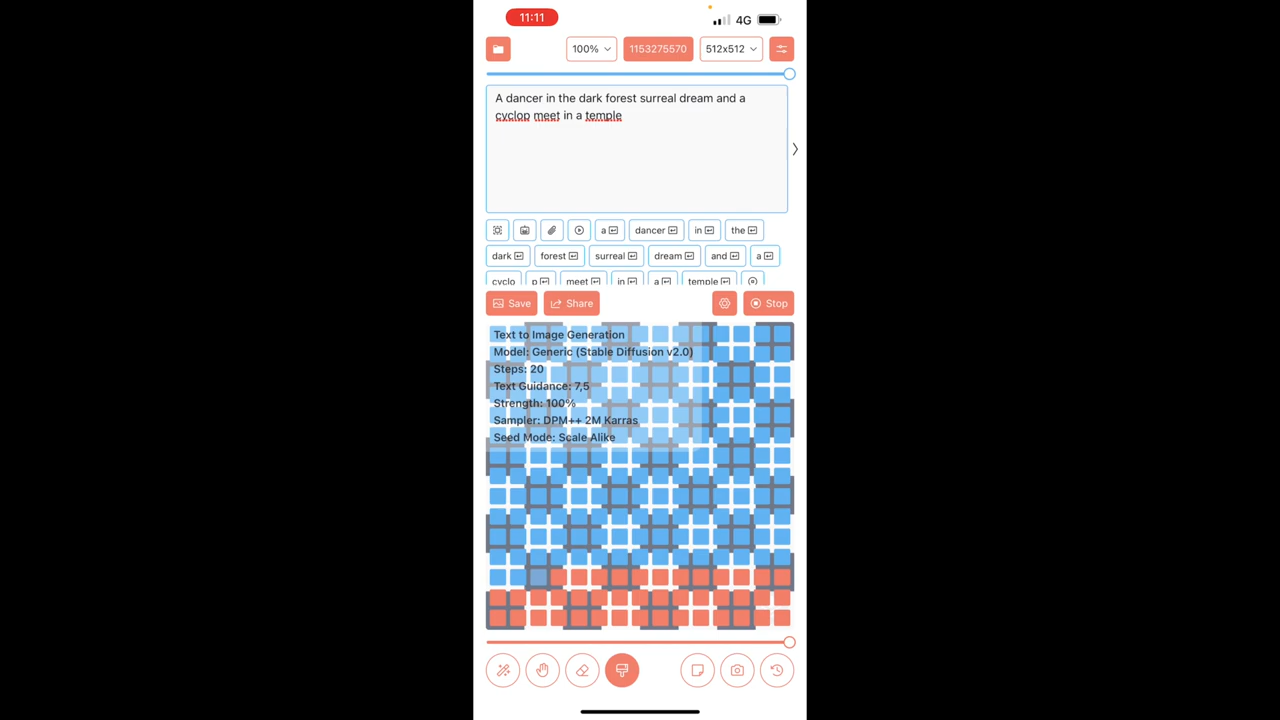 11:11
4G
100%
1153275570
512x512
A dancer in the dark forest surreal dream and a
cyclop meet in a temple
a
dancer
in
the
dark
forest
surreal
dream
and
a
cyclo
p
meet
in
a
temple
Save
Share
Stop
Text to Image Generation
Model: Generic (Stable Diffusion v2.0)
Steps: 20
Text Guidance: 7,5
Strength: 100%
Sampler: DPM++ 2M Karras
Seed Mode: Scale Alike